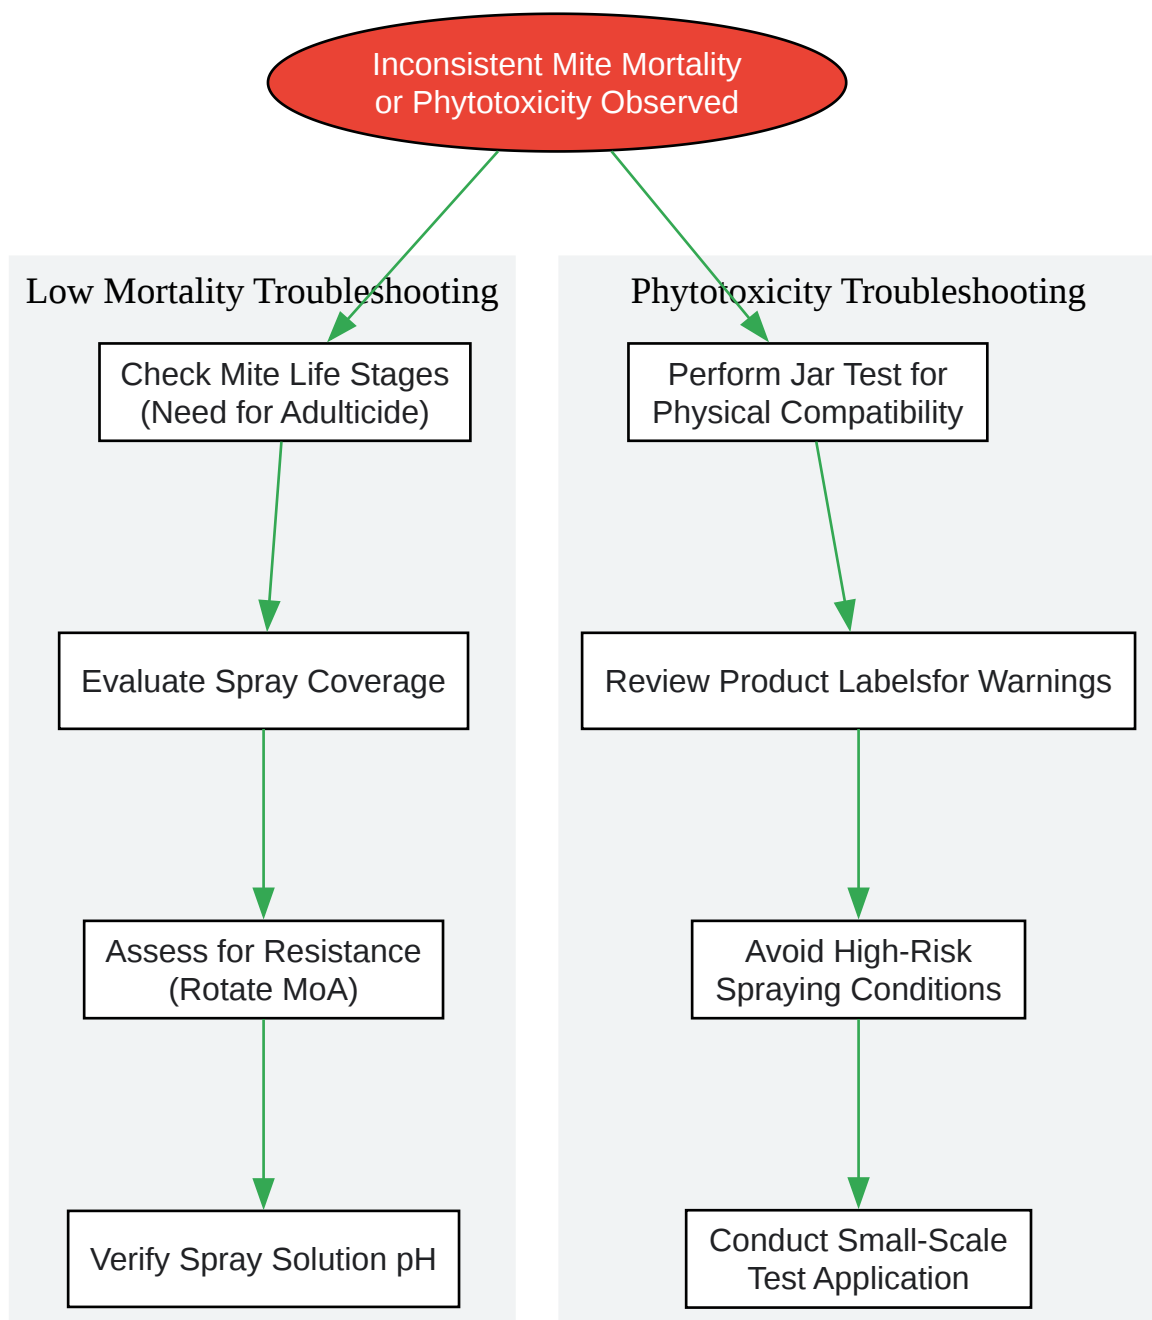 Inconsistent Mite Mortality
or Phytotoxicity Observed
Low Mortality Troubleshooting
Check Mite Life Stages
(Need for Adulticide)
Evaluate Spray Coverage
Assess for Resistance
(Rotate MoA)
Verify Spray Solution pH
Phytotoxicity Troubleshooting
Perform Jar Test for
Physical Compatibility
Review Product Labelsfor Warnings
Avoid High-Risk
Spraying Conditions
Conduct Small-Scale
Test Application